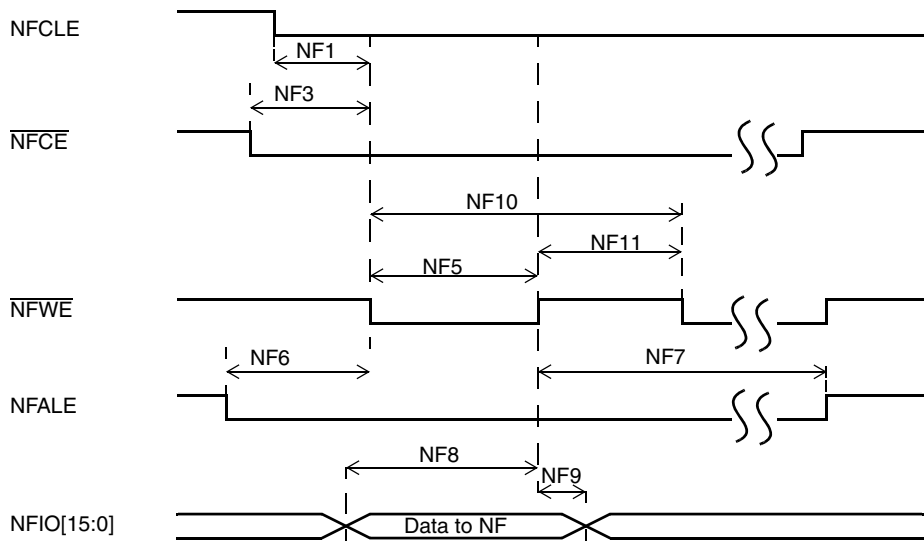 NFCLE
NF1
NF3
NFCE
NF10
NF11
NF5
NFWE
NF6
NF7
NFALE
NF8
NF9
NFIO[15:0]
Data to NF